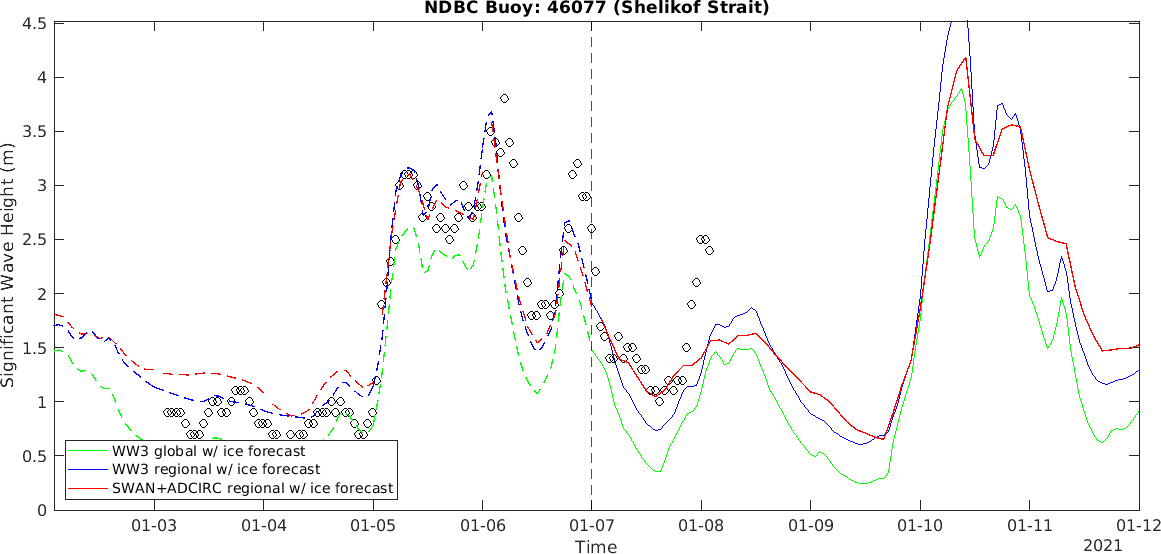 NDBC Buoy: 46077 (Shelikof Strait)
4.5
4
3.5
3
2.5
2
1.5
1
0.5
0
Significant Wave Height (m)
WW3 global w/ ice forecast
WW3 regional w/ ice forecast
SWAN+ADCIRC regional w/ ice forecast
01-03 01-04 01-05 01-06 01-07 01-08 01-09 01-10 01-11 01-12
Time
2021